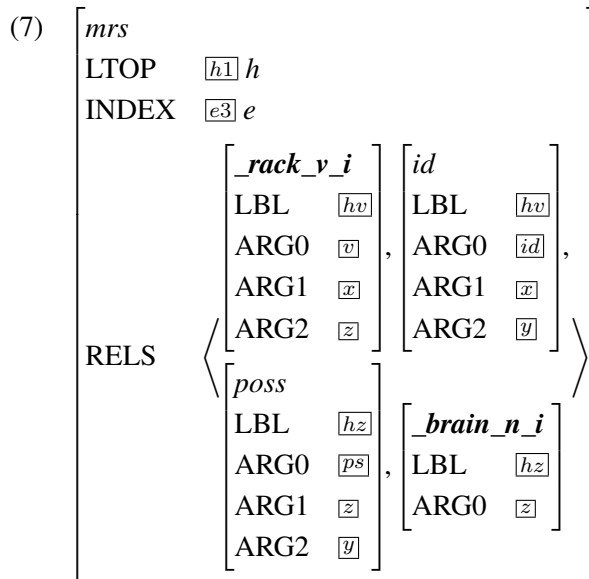 (7)
mrs
LTOP h1 h
INDEX e3 e
_rack_v_i id
LBL hv LBL hv
ARG0 v , ARG0 id ,
ARG1 x ARG1 x
ARG2 z ARG2 y
RELS ⟨ ⟩
poss
LBL hz _brain_n_i
ARG0 ps , LBL hz
ARG1 z ARG0 z
ARG2 y